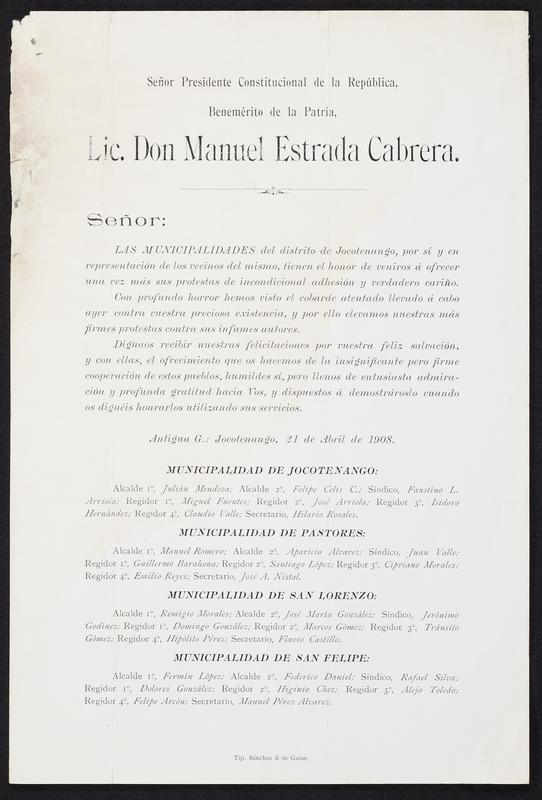 Señor Presidente Constitucional de la República,
Benemérito de la Patria,
Lic. Don Manuel Estrada Cabrera.
Señor:
LAS MUNICIPALIDADES del distrito de Jocotenango, por sí y en
representación de los vecinos del mismo, tienen el honor de veniros á ofrecer
una vez más sus protestas de incondicional adhesión y verdadero cariño.
Con profundo horror hemos visto el cobarde atentado llevado á cabo
ayer contra vuestra preciosa existencia, y por ello elevamos nuestras más
firmes protestas contra sus infames autores.
Dignaos recibir nuestras felicitaciones por vuestra feliz salvación,
y con ellas, el ofrecimiento que os hacemos de la insignificante pero firme
cooperación de estos pueblos, humildes sí, pero llenos de entusiasta admira-
ción y profunda gratitud hacia Vos, y dispuestos á demostrároslo cuando
os dignéis honrarlos utilizando sus servicios.
Antigua G.: Jocotenango, 21 de Abril de 1908.
MUNICIPALIDAD DE JOCOTENANGO:
Alcalde 1º, Julián Mendoza; Alcalde 2º, Felipe Celis C.; Síndico, Faustino L.
Arriola; Regidor 1º, Miguel Fuentes; Regidor 2º, José Arriola; Regidor 3º, Isidoro
Hernández; Regidor 4º, Claudio Valle; Secretario, Hilario Rosales.
MUNICIPALIDAD DE PASTORES:
Alcalde 1º, Manuel Romero; Alcalde 2º, Aparicio Alvarez; Síndico, Juan Valle;
Regidor 1º, Guillermo Barahona; Regidor 2º, Santiago López; Regidor 3º, Cipriano Morales;
Regidor 4º, Emilio Reyes; Secretario, José A. Nistal.
MUNICIPALIDAD DE SAN LORENZO:
Alcalde 1º, Remigio Morales; Alcalde 2º, José María González; Síndico, Jerónimo
Godínez; Regidor 1º, Domingo González; Regidor 2º, Marcos Gómez; Regidor 3º, Tránsito
Gómez; Regidor 4º, Hipólito Pérez; Secretario, Flavio Castillo.
MUNICIPALIDAD DE SAN FELIPE:
Alcalde 1º, Fermín López; Alcalde 2º, Federico Daniel; Síndico, Rafael Silva;
Regidor 1º, Dolores González; Regidor 2º, Higinio Chez; Regidor 3º, Alejo Toledo;
Regidor 4º, Felipe Arcón; Secretario, Manuel Pérez Alvarez.
Tip. Sánchez & de Guise.